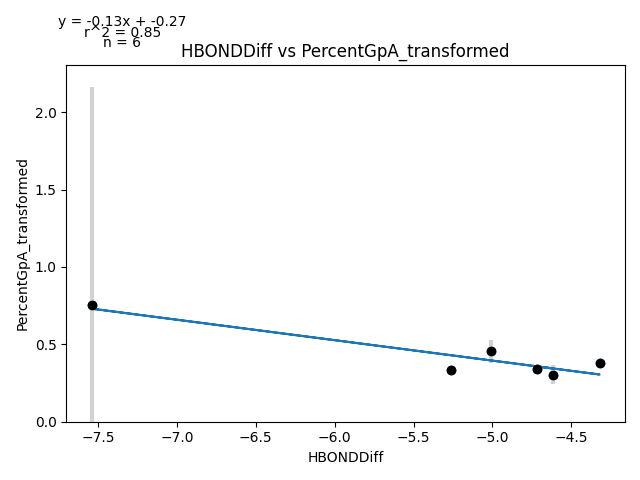 y = -0.13x + -0.27
r^2 = 0.85
n = 6
HBONDDiff vs PercentGpA_transformed
PercentGpA_transformed
2.0
1.5
1.0
0.5
0.0
−7.5 −7.0 −6.5 −6.0 −5.5 −5.0 −4.5
HBONDDiff